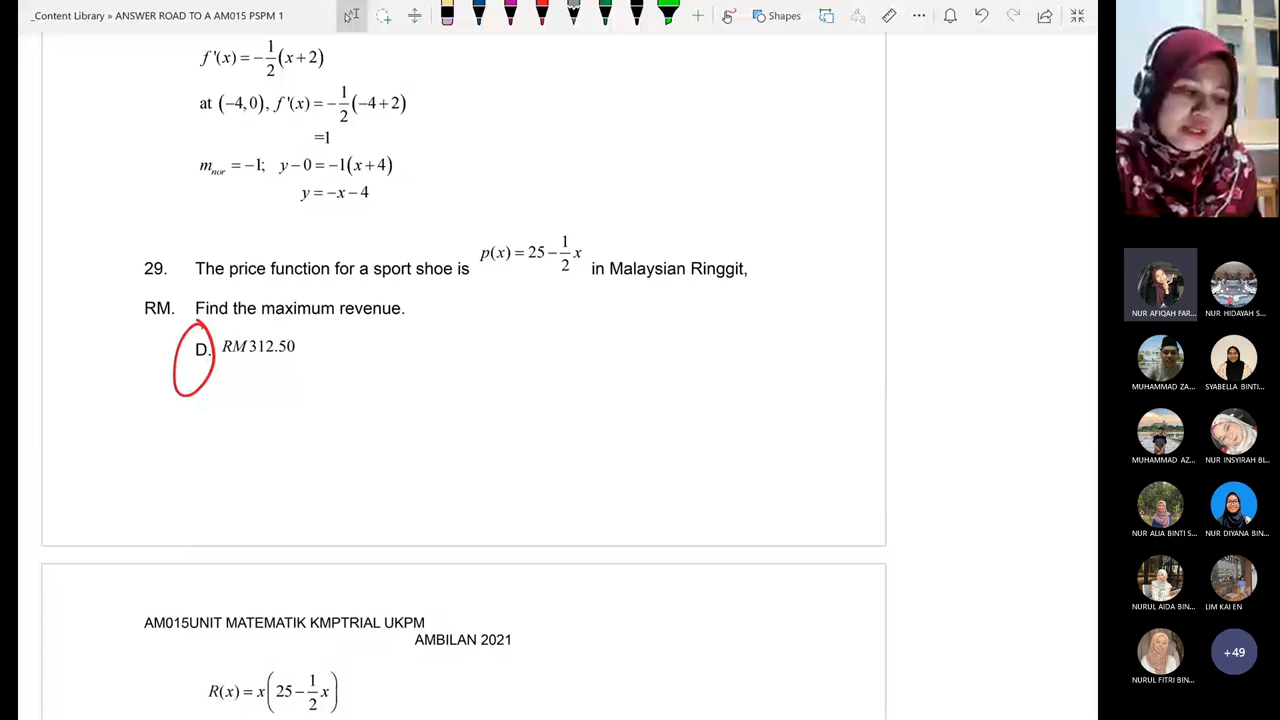 _Content Library » ANSWER ROAD TO A AM015 PSPM 1
Shapes
f'(x) = -1/2(x+2)
at (-4,0), f'(x) = -1/2(-4+2)
=1
m_nor = -1; y-0 = -1(x+4)
y = -x-4
29. The price function for a sport shoe is p(x) = 25 - 1/2 x in Malaysian Ringgit,
RM. Find the maximum revenue.
D. RM 312.50
AM015UNIT MATEMATIK KMPTRIAL UKPM
AMBILAN 2021
R(x) = x(25 - 1/2 x)
NUR AFIQAH FAR...
NUR HIDAYAH S...
MUHAMMAD ZA...
SYABELLA BINTI...
MUHAMMAD AZ...
NUR INSYIRAH BI...
NUR ALIA BINTI S...
NUR DIYANA BIN...
NURUL AIDA BIN...
LIM KAI EN
NURUL FITRI BIN...
+49